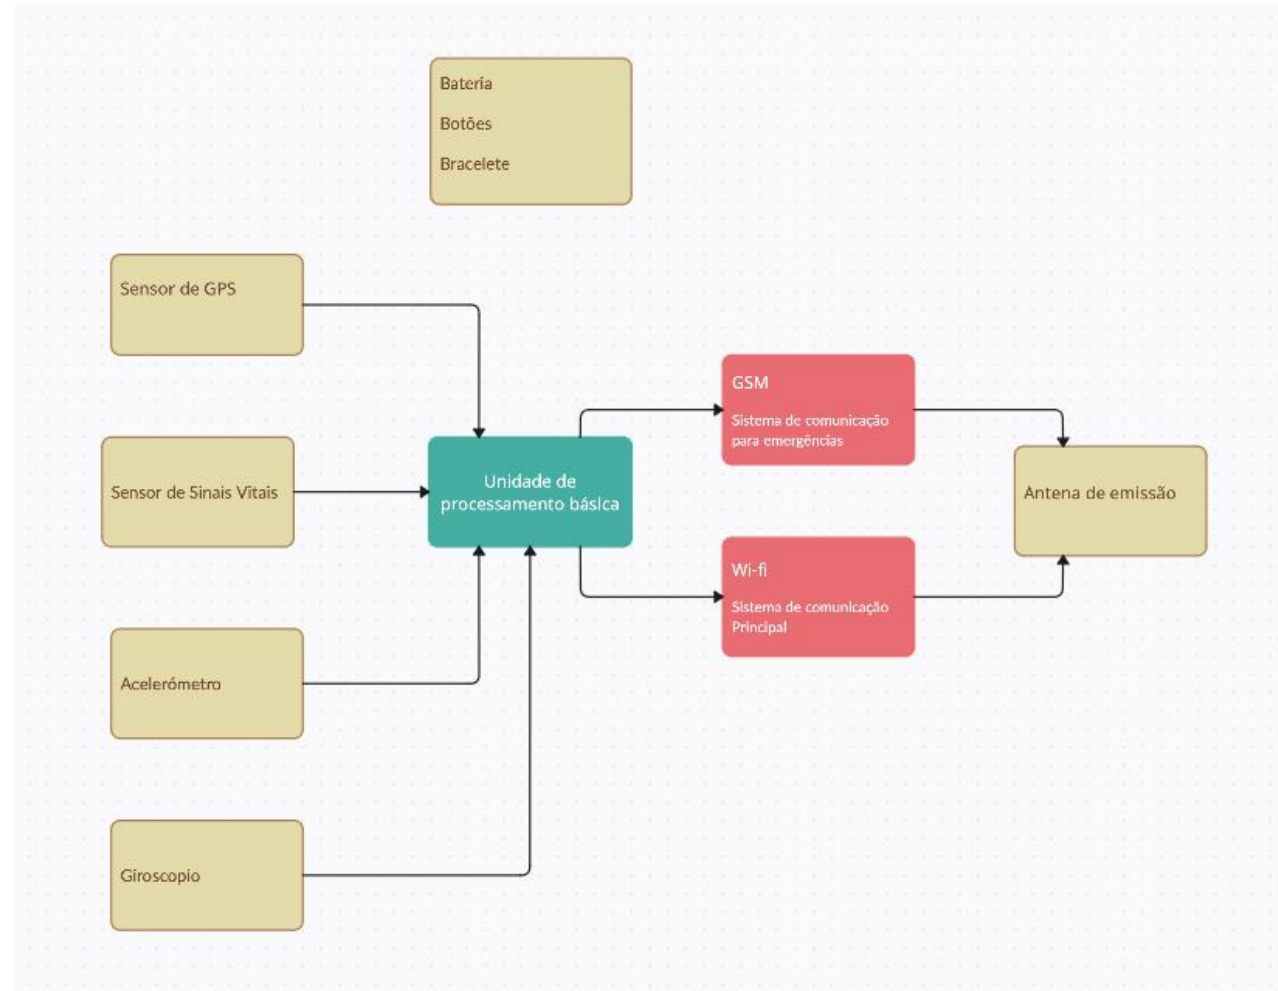 Bateria
Botões
Bracelete
Sensor de GPS
Sensor de Sinais Vitais
Acelerómetro
Giroscopio
Unidade de
processamento básica
GSM
Sistema de comunicação
para emergências
Wi-fi
Sistema de comunicação
Principal
Antena de emissão